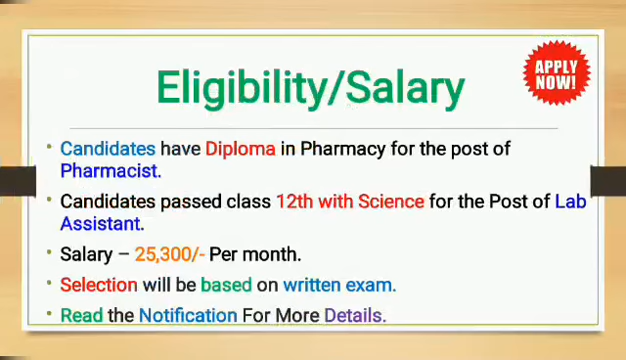 Eligibility/Salary
APPLY
NOW!
Candidates have Diploma in Pharmacy for the post of
Pharmacist.
Candidates passed class 12th with Science for the Post of Lab
Assistant.
Salary – 25,300/- Per month.
Selection will be based on written exam.
Read the Notification For More Details.